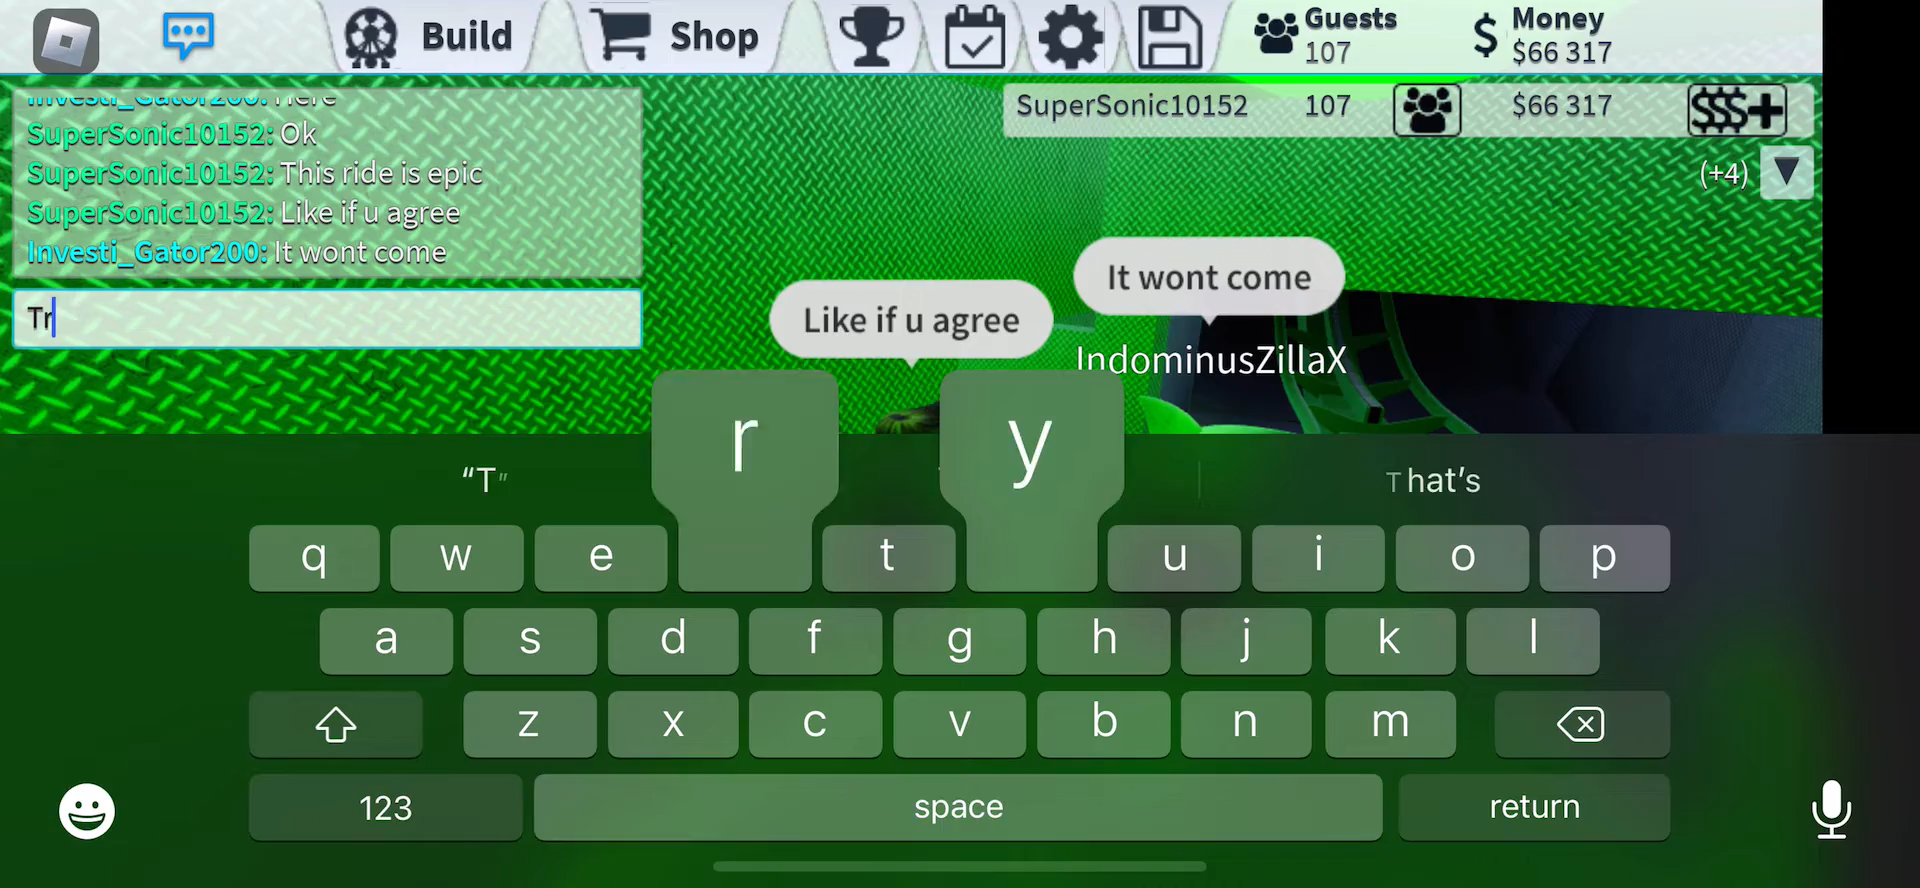 Build
Shop
Guests
107
$
Money
$66 317
Investi_Gator200: Here
SuperSonic10152: Ok
SuperSonic10152: This ride is epic
SuperSonic10152: Like if u agree
Investi_Gator200: It wont come
Tr
SuperSonic10152 107 $66 317 $$$+
(+4)
It wont come
Like if u agree
IndominusZillaX
r y
“T” That’s
q w e t u i o p
a s d f g h j k l
z x c v b n m
123 space return